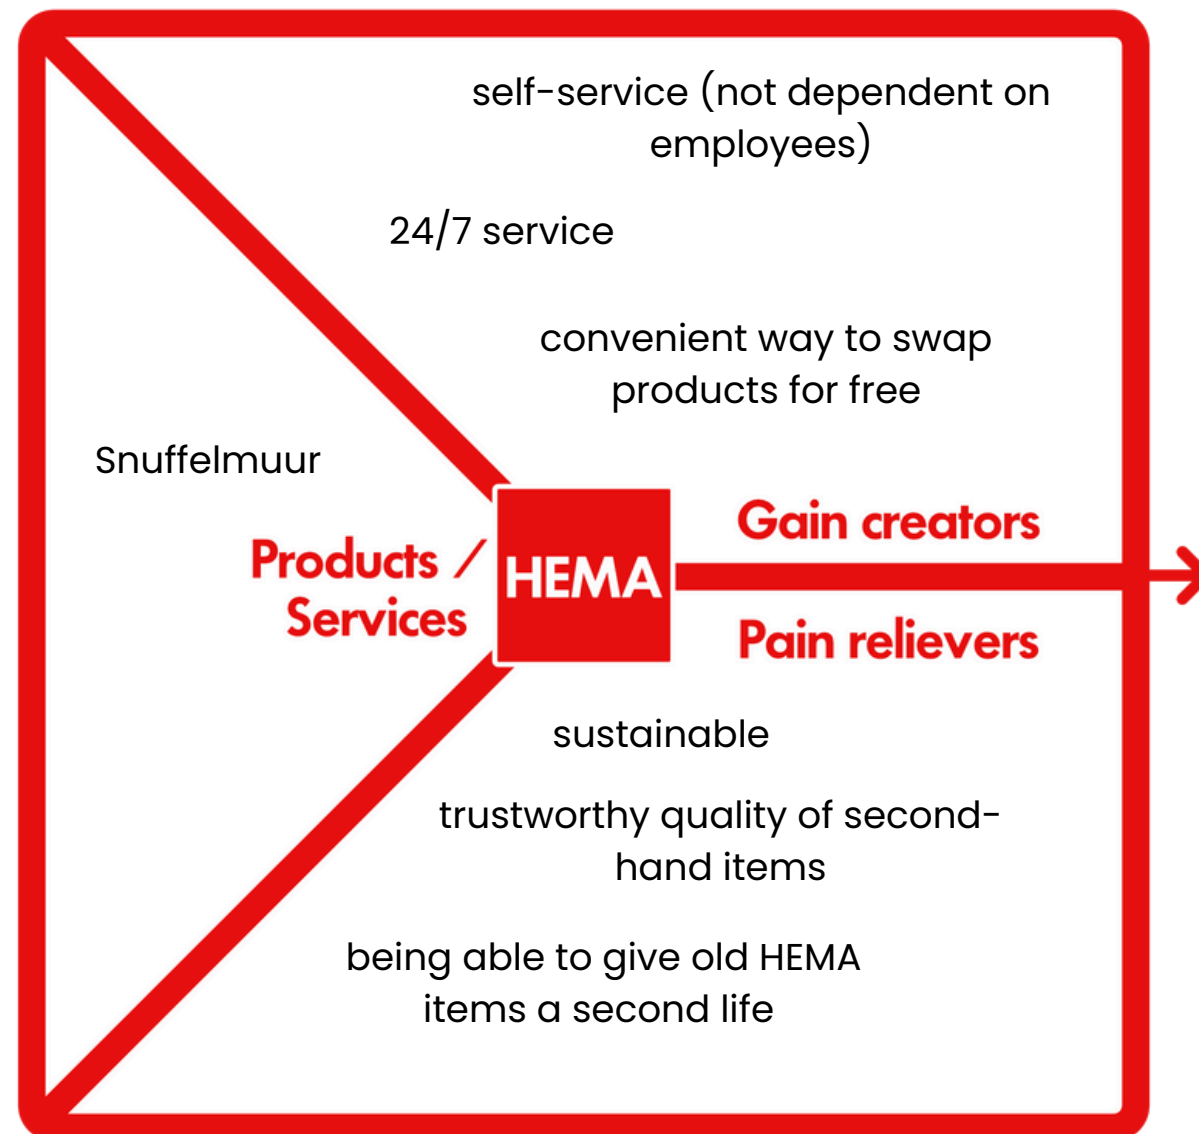 self-service (not dependent on
employees)
24/7 service
convenient way to swap
products for free
Snuffelmuur
Products /
Services
HEMA
Gain creators
Pain relievers
sustainable
trustworthy quality of second-
hand items
being able to give old HEMA
items a second life